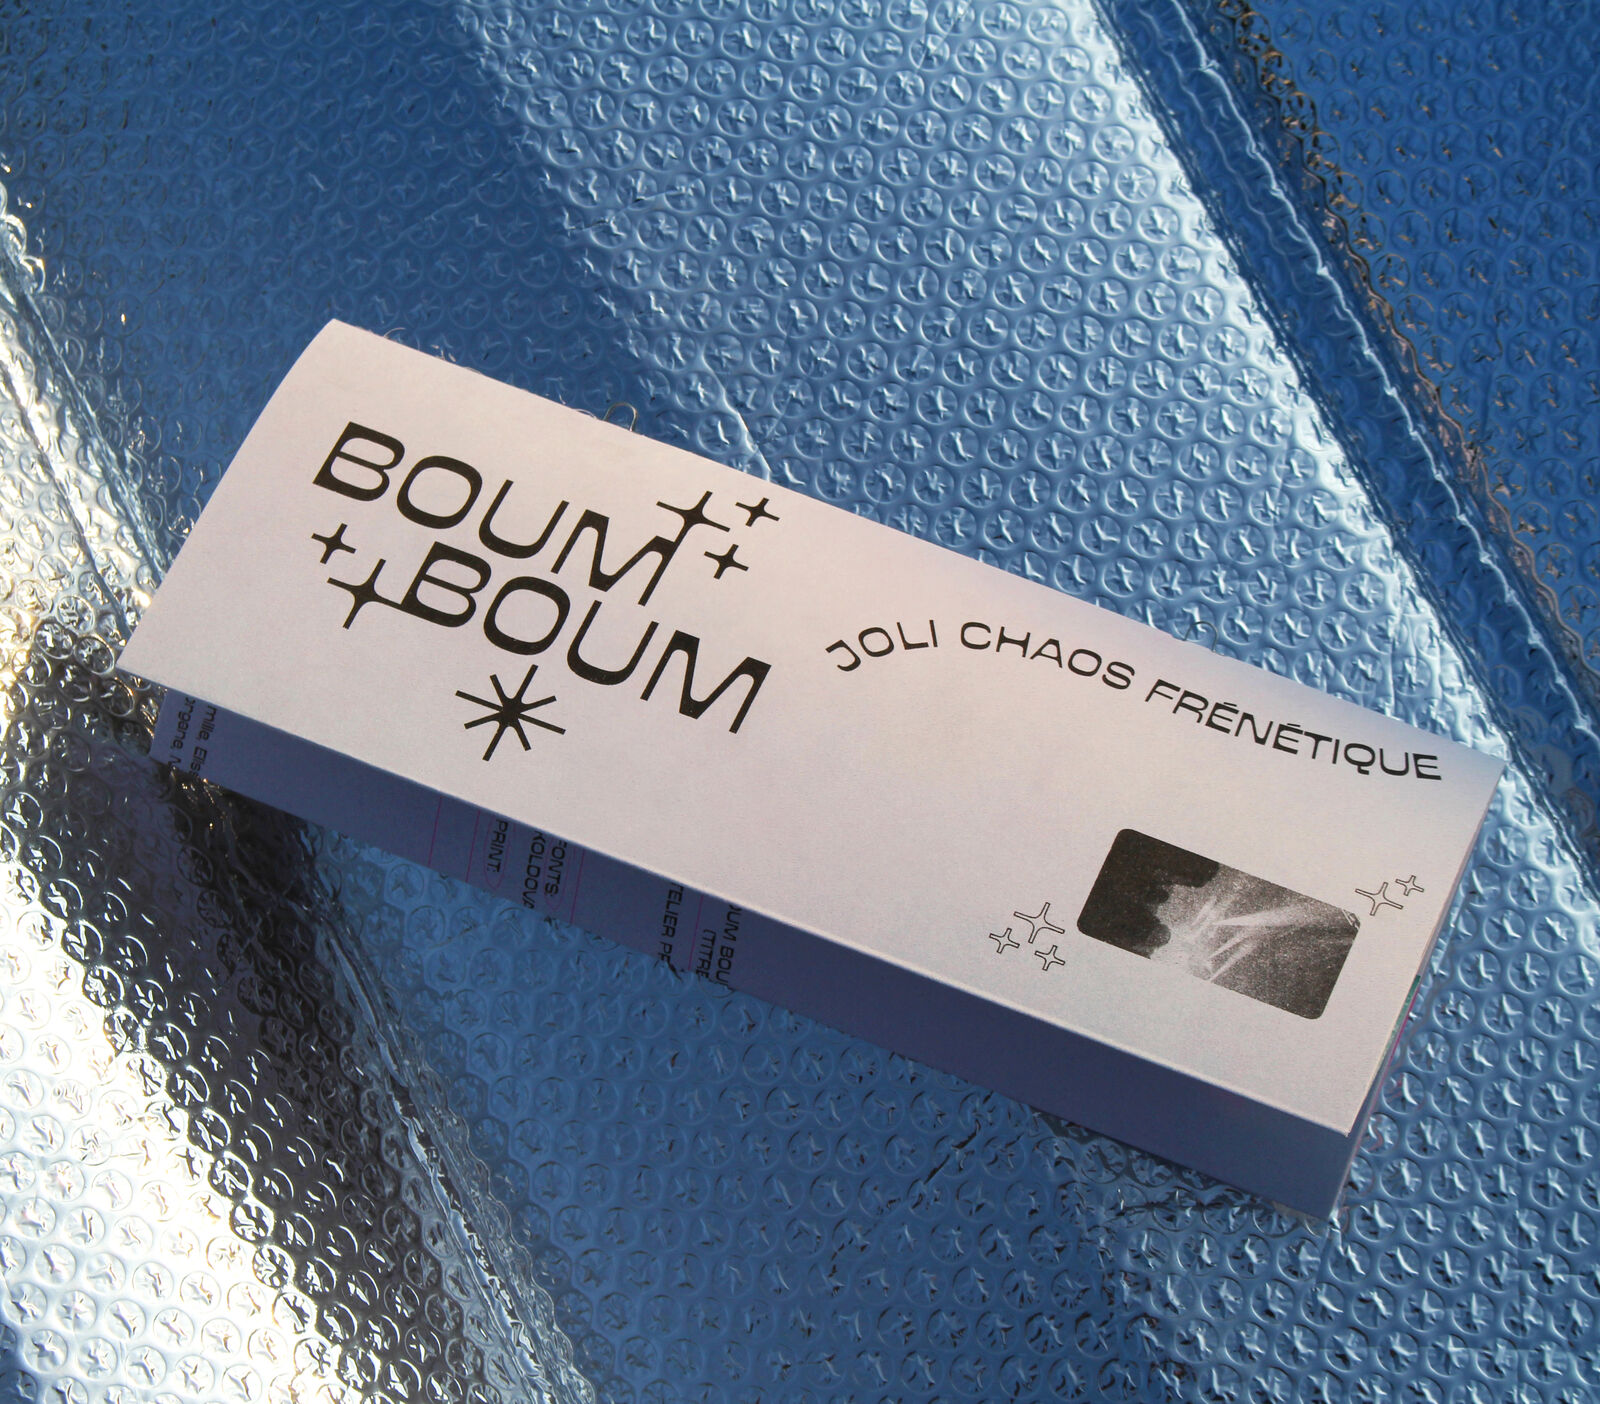 BOUM
BOUM
JOLI CHAOS FRÉNÉTIQUE
PRINT:
FONTS: